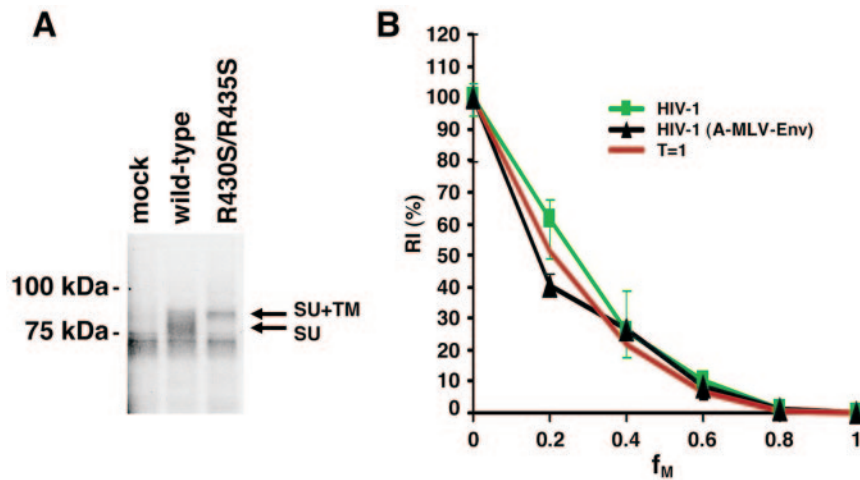 A
mock
wild-type
R430S/R435S
100 kDa-
75 kDa-
SU+TM
SU
B
120
110
100
90
80
70
60
50
40
30
20
10
0
RI (%)
HIV-1
HIV-1 (A-MLV-Env)
T=1
0 0.2 0.4 0.6 0.8 1
fM